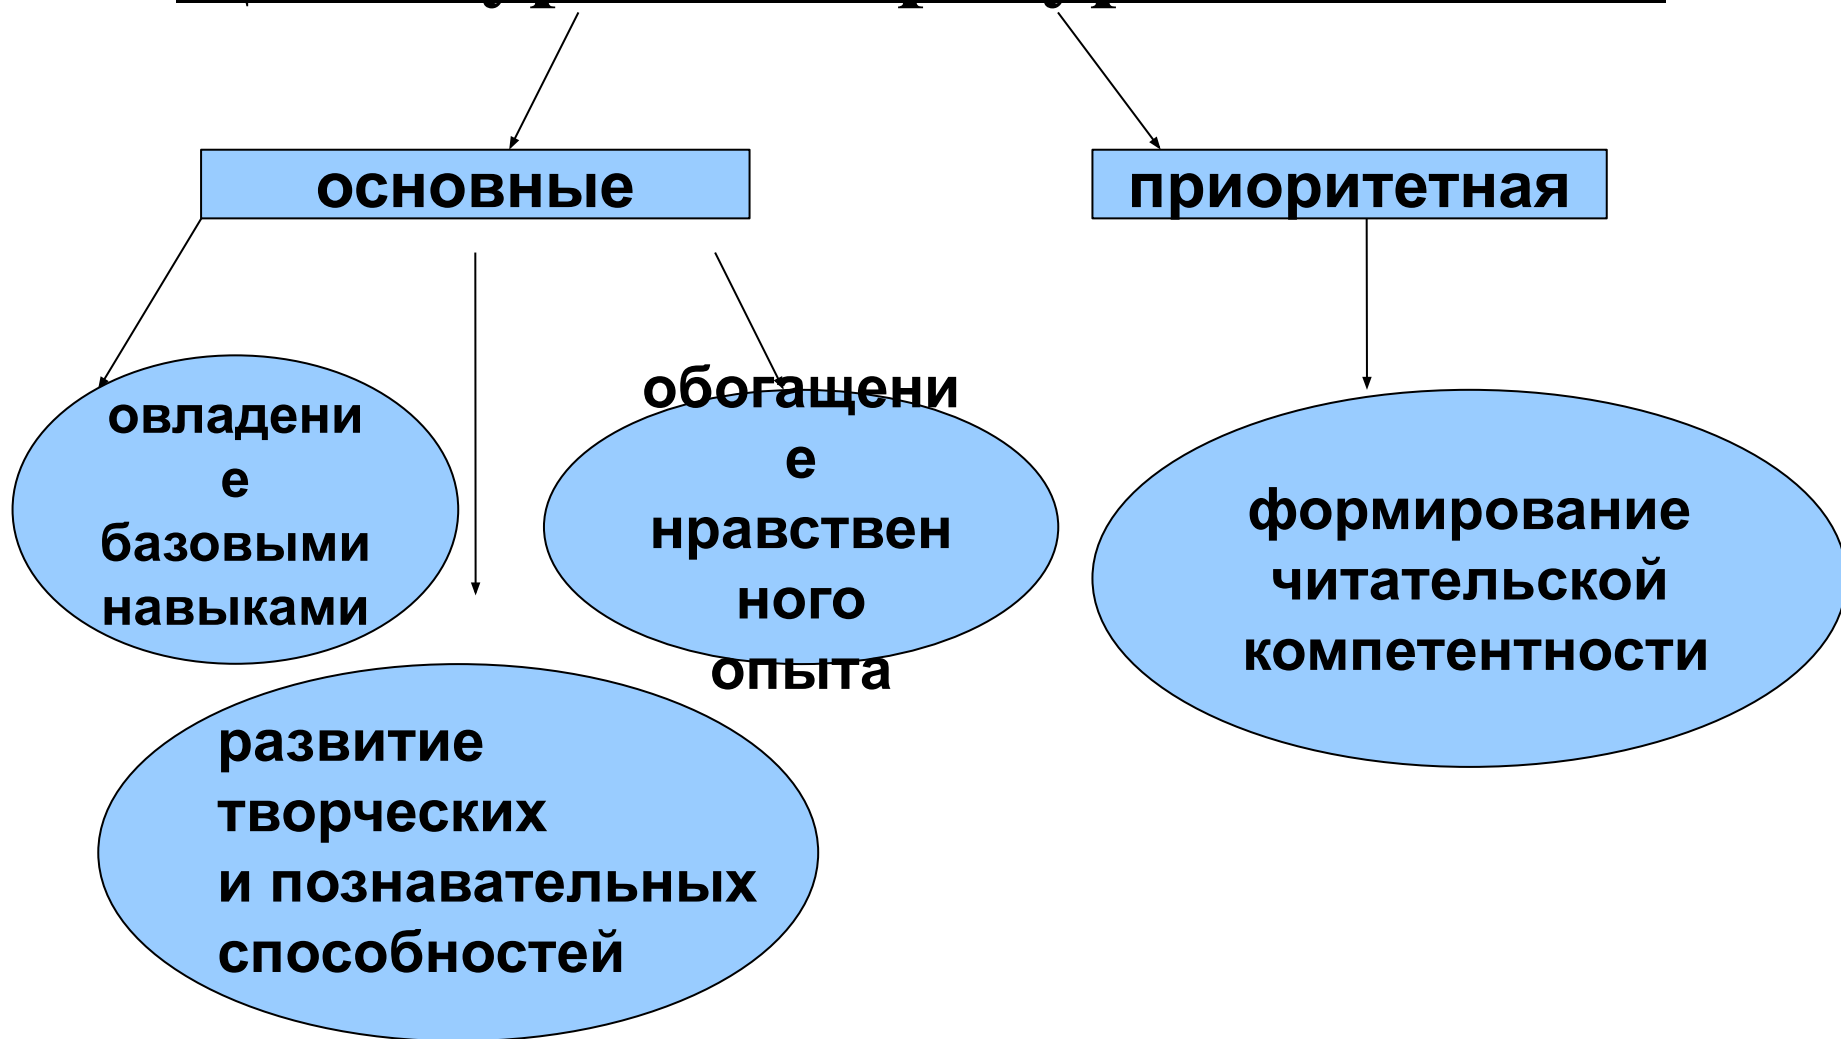 основные
приоритетная
овладени
е
базовыми
навыками
обогащени
е
нравствен
ного
опыта
формирование
читательской
компетентности
развитие
творческих
и познавательных
способностей